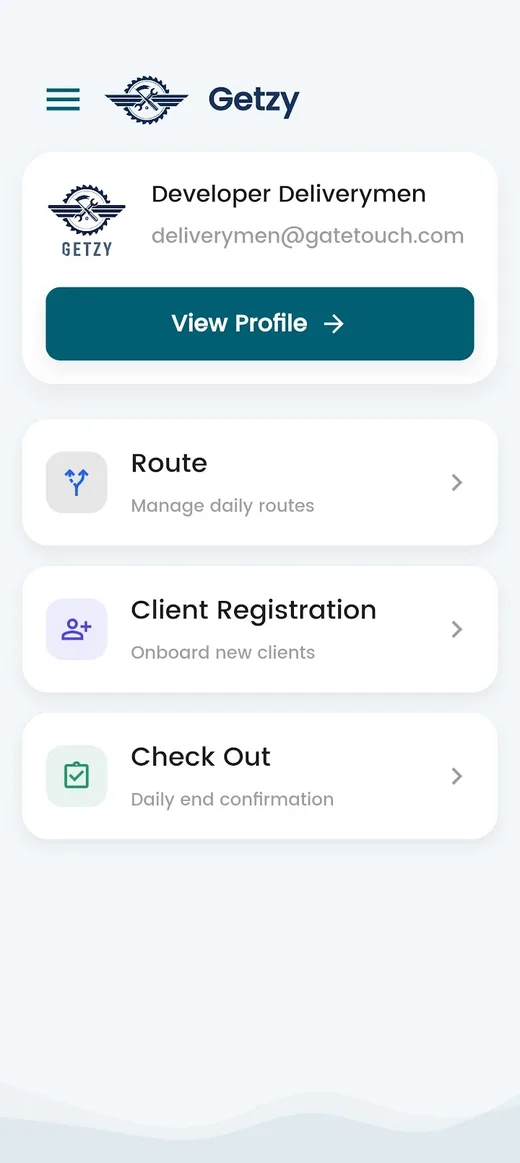 Getzy
Developer Deliverymen
deliverymen@gatetouch.com
GETZY
View Profile
Route
Manage daily routes
Client Registration
Onboard new clients
Check Out
Daily end confirmation